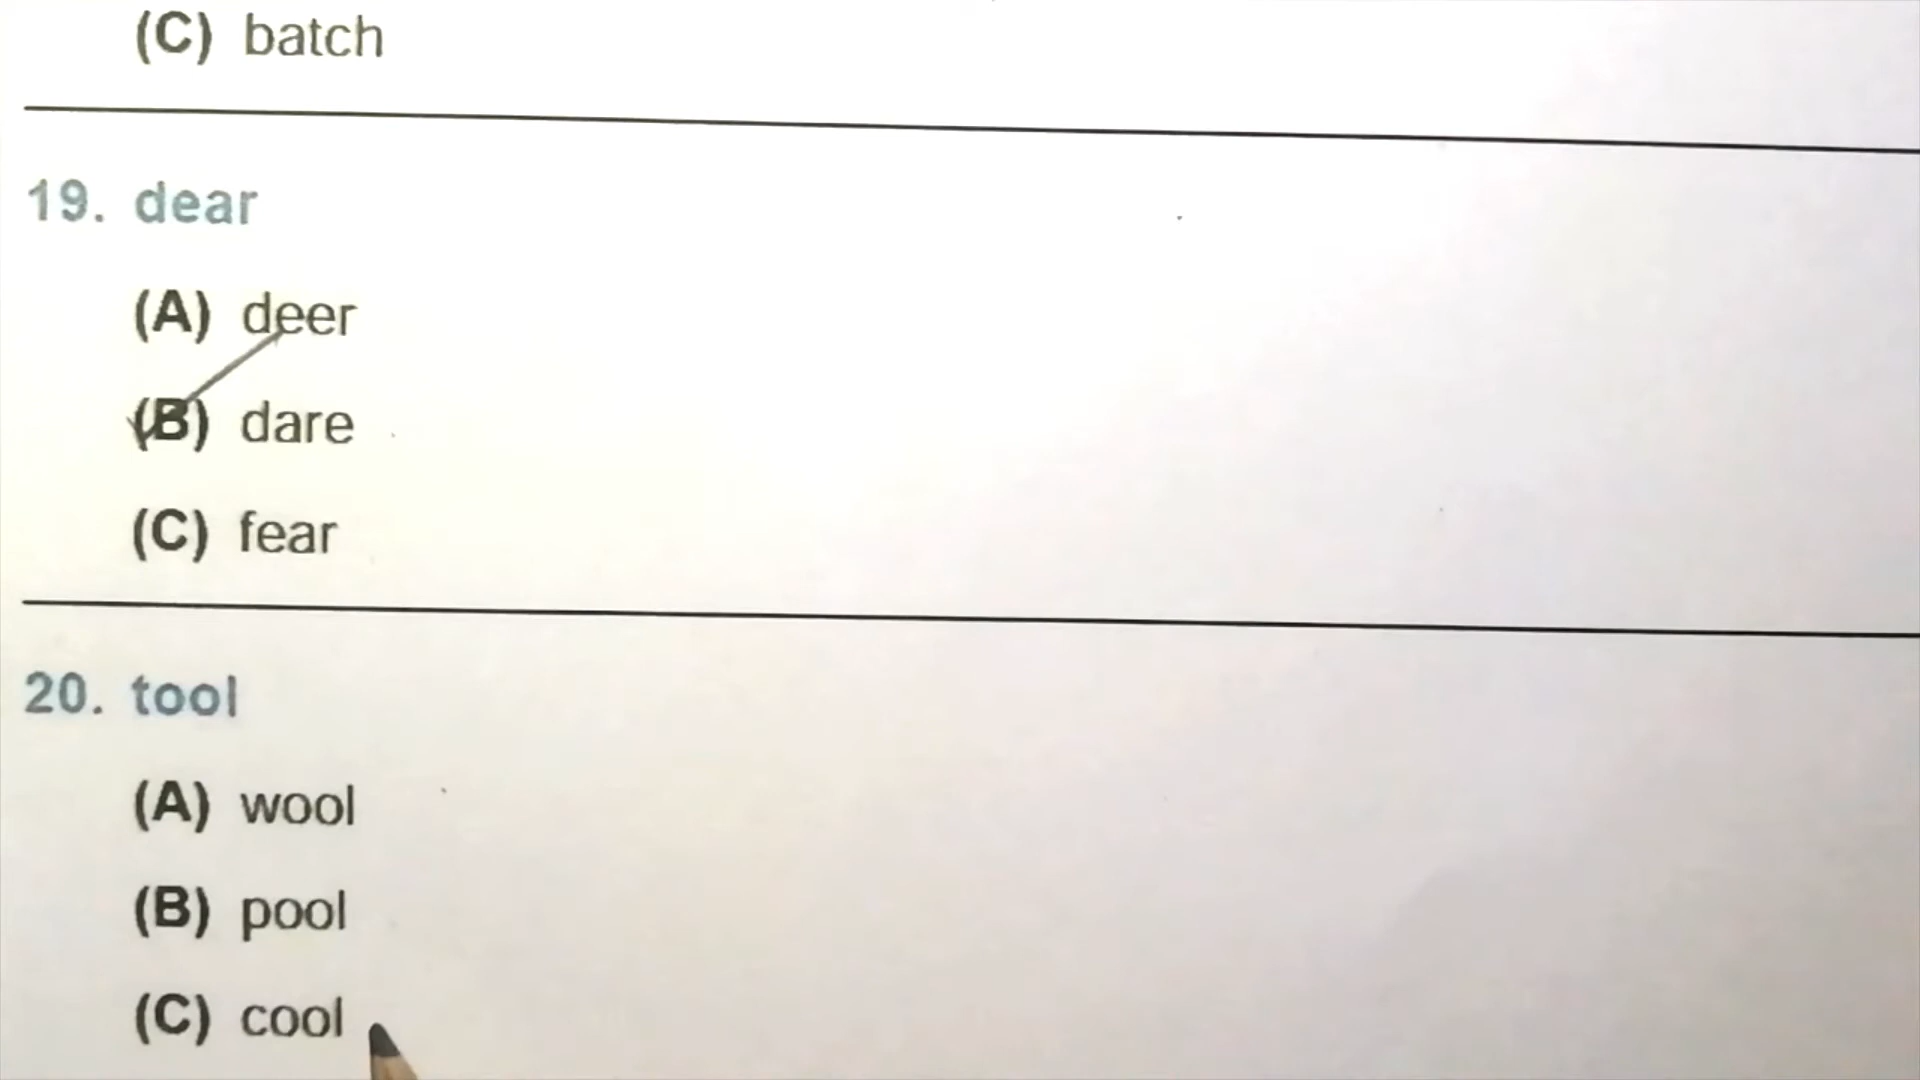 (C) batch
19. dear
(A) deer
(B) dare
(C) fear
20. tool
(A) wool
(B) pool
(C) cool